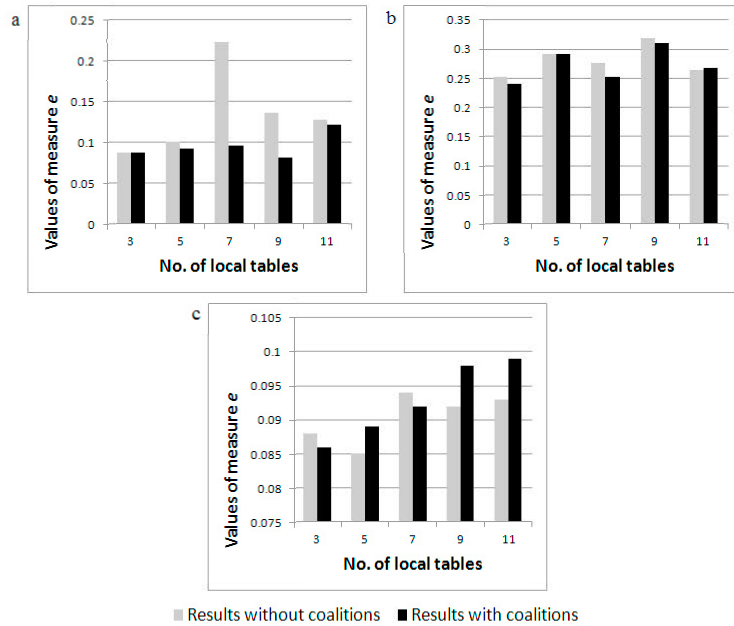 a
0.25
0.2
0.15
0.1
0.05
0
Values of measure e
3 5 7 9 11
No. of local tables
b
0.35
0.3
0.25
0.2
0.15
0.1
0.05
0
Values of measure e
3 5 7 9 11
No. of local tables
c
0.105
0.1
0.095
0.09
0.085
0.08
0.075
Values of measure e
3 5 7 9 11
No. of local tables
Results without coalitions Results with coalitions